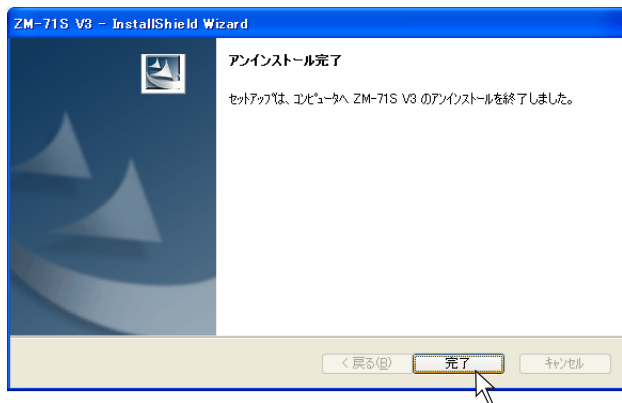 ZM-71S V3 - InstallShield Wizard
アンインストール完了
セットアップは、コンピュータへ ZM-71S V3 のアンインストールを終了しました。
< 戻る(B)
完了
キャンセル